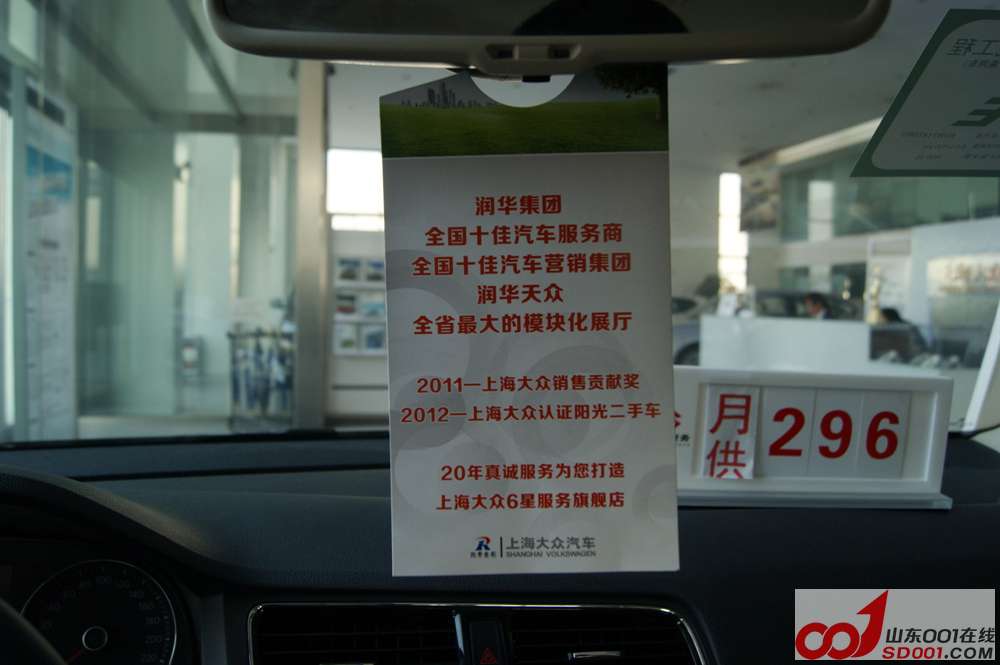 润华集团
全国十佳汽车服务商
全国十佳汽车营销集团
润华天众
全省最大的模块化展厅
2011—上海大众销售贡献奖
2012—上海大众认证阳光二手车
20年真诚服务为您打造
上海大众6星服务旗舰店
上海大众汽车
SHANGHAI VOLKSWAGEN
月供 296
山东001在线
SD001.COM